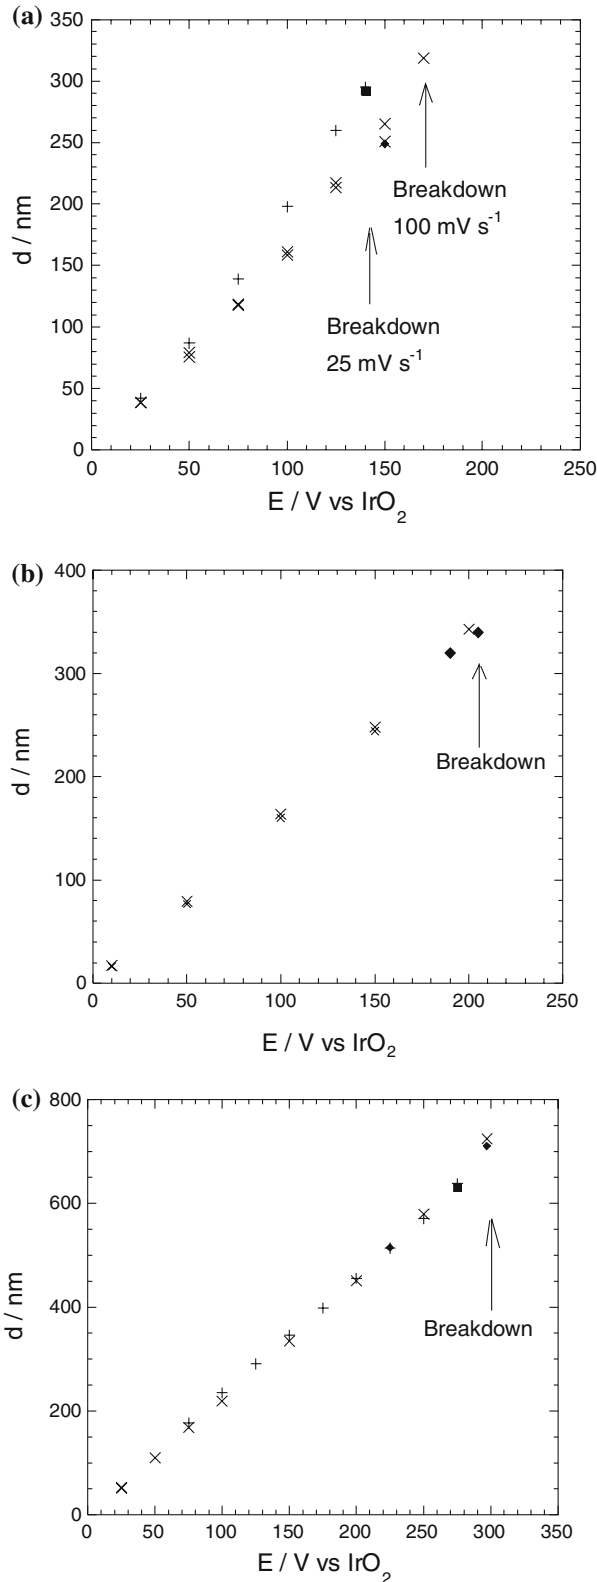 (a)
350
300
250
200
150
100
50
0
d / nm
Breakdown
100 mV s⁻¹
Breakdown
25 mV s⁻¹
0 50 100 150 200 250
E / V vs IrO₂
(b)
400
300
200
100
0
d / nm
Breakdown
0 50 100 150 200 250
E / V vs IrO₂
(c)
800
600
400
200
0
d / nm
Breakdown
0 50 100 150 200 250 300 350
E / V vs IrO₂